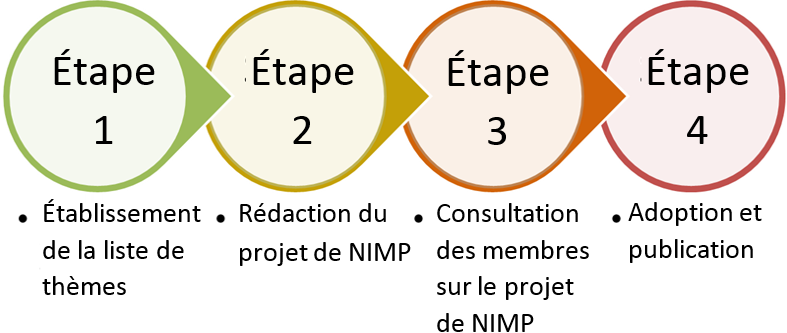 Étape
1
Étape
2
Étape
3
Étape
4
• Établissement
de la liste de
thèmes
• Rédaction du
projet de NIMP
• Consultation
des membres
sur le projet
de NIMP
• Adoption et
publication